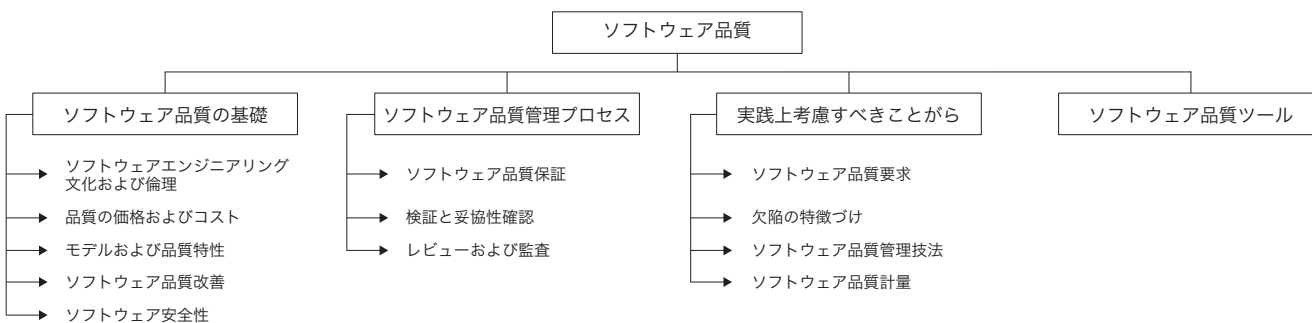 ソフトウェア品質
ソフトウェア品質の基礎
ソフトウェアエンジニアリング
文化および倫理
品質の価格およびコスト
モデルおよび品質特性
ソフトウェア品質改善
ソフトウェア安全性
ソフトウェア品質管理プロセス
ソフトウェア品質保証
検証と妥協性確認
レビューおよび監査
実践上考慮すべきことがら
ソフトウェア品質要求
欠陥の特徴づけ
ソフトウェア品質管理技法
ソフトウェア品質計量
ソフトウェア品質ツール